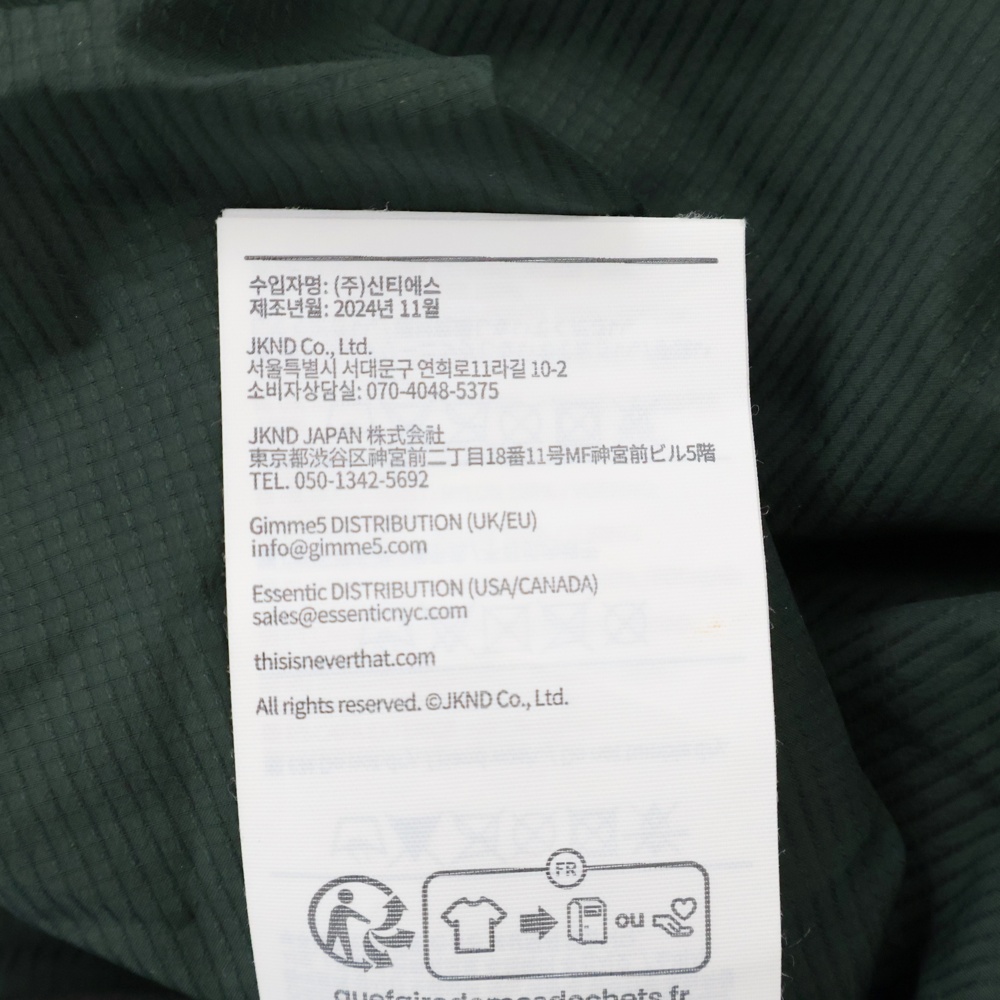 수입자명: (주)신티에스
제조년월: 2024년 11월
JKND Co., Ltd.
서울특별시 서대문구 연희로11라길 10-2
소비자상담실: 070-4048-5375
JKND JAPAN 株式会社
東京都渋谷区神宮前二丁目18番11号MF神宮前ビル5階
TEL. 050-1342-5692
Gimme5 DISTRIBUTION (UK/EU)
info@gimme5.com
Essentic DISTRIBUTION (USA/CANADA)
sales@essenticnyc.com
thisisneverthat.com
All rights reserved. ©JKND Co., Ltd.
FR
ou
quefairedemesdechets.fr